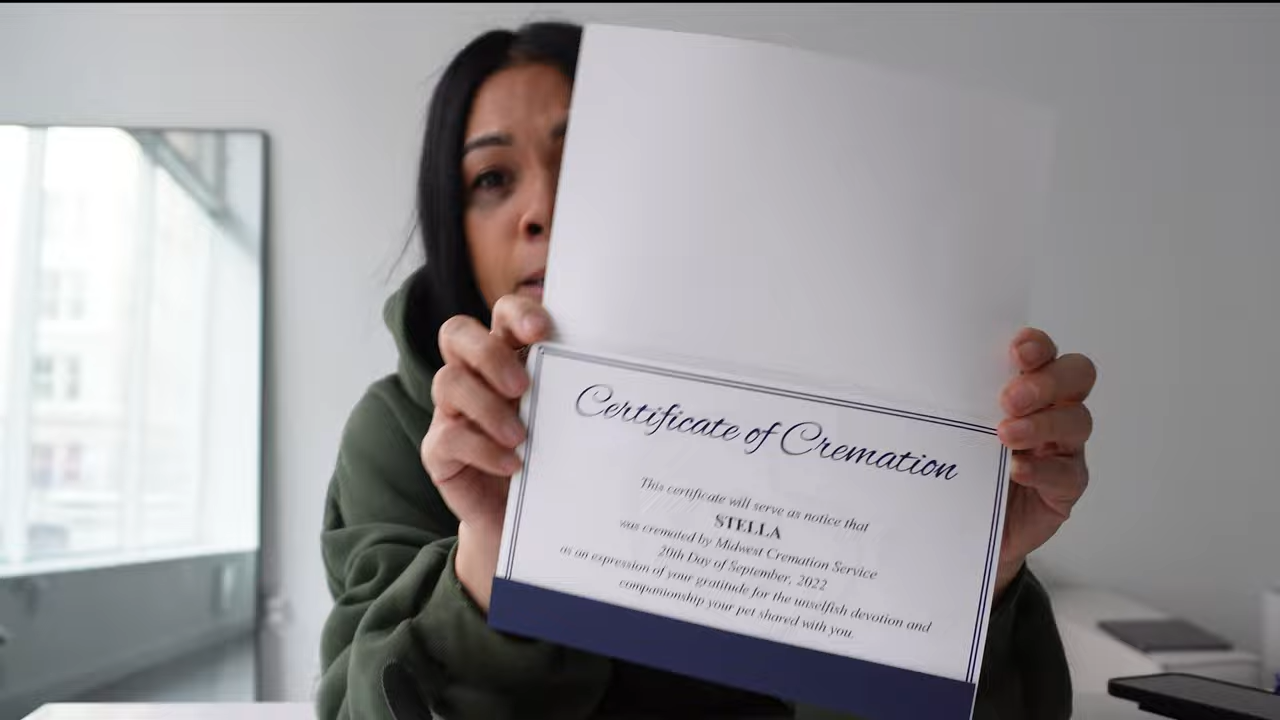 Certificate of Cremation
This certificate will serve as notice that
STELLA
was cremated by Midwest Cremation Service
20th Day of September, 2022
as an expression of your gratitude for the unselfish devotion and
companionship your pet shared with you.